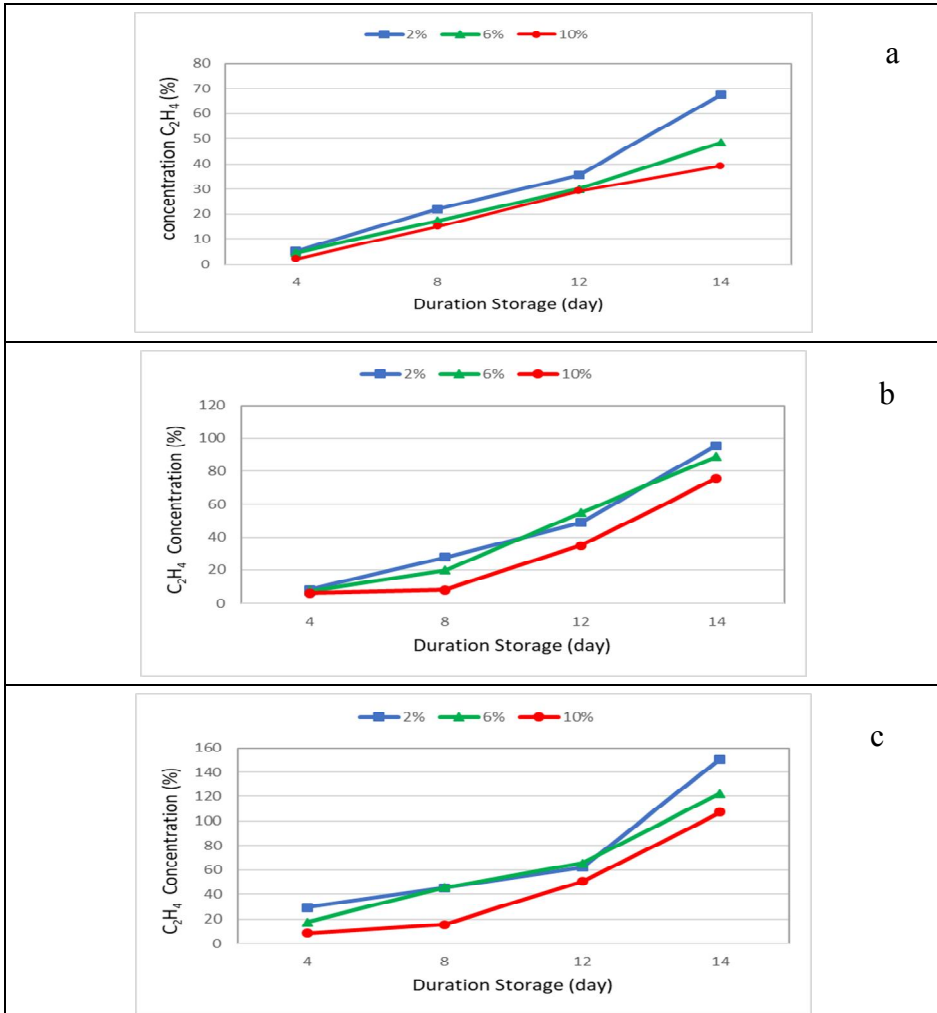 2% 6% 10%
a
80
70
60
50
40
30
20
10
0
concentration C₂H₄ (%)
4 8 12 14
Duration Storage (day)
2% 6% 10%
b
120
100
80
60
40
20
0
C₂H₄ Concentration (%)
4 8 12 14
Duration Storage (day)
2% 6% 10%
c
160
140
120
100
80
60
40
20
0
C₂H₄ Concentration (%)
4 8 12 14
Duration Storage (day)